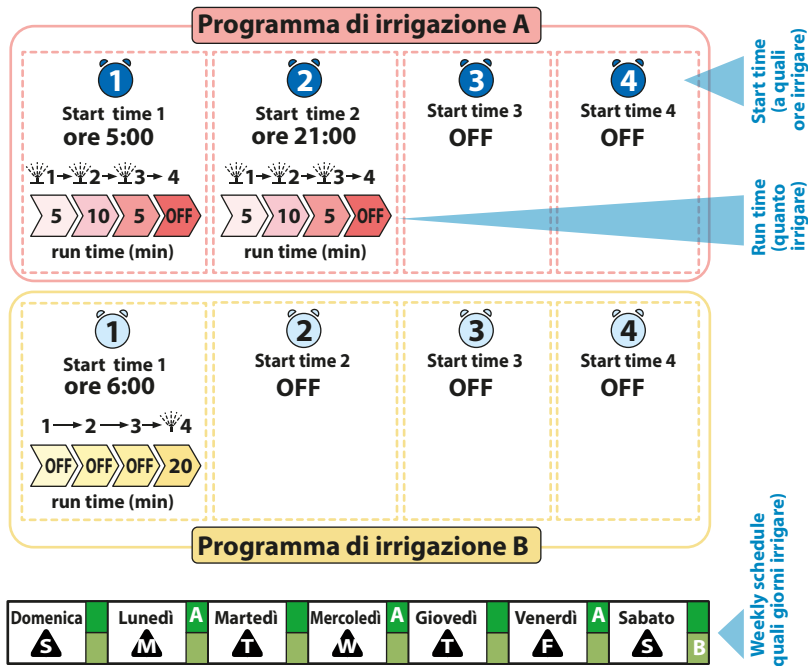 Programma di irrigazione A
1
Start time 1
ore 5:00
1 2 3 4
5 10 5 OFF
run time (min)
2
Start time 2
ore 21:00
1 2 3 4
5 10 5 OFF
run time (min)
3
Start time 3
OFF
4
Start time 4
OFF
Start time
(a quali
ore irrigare)
Run time
(quanto
irrigare)
1
Start time 1
ore 6:00
1 2 3 4
OFF OFF OFF 20
run time (min)
2
Start time 2
OFF
3
Start time 3
OFF
4
Start time 4
OFF
Programma di irrigazione B
Domenica Lunedì A Martedì Mercoledì A Giovedì Venerdì A Sabato
S M T W T F S B
Weekly schedule
quali giorni irrigare)